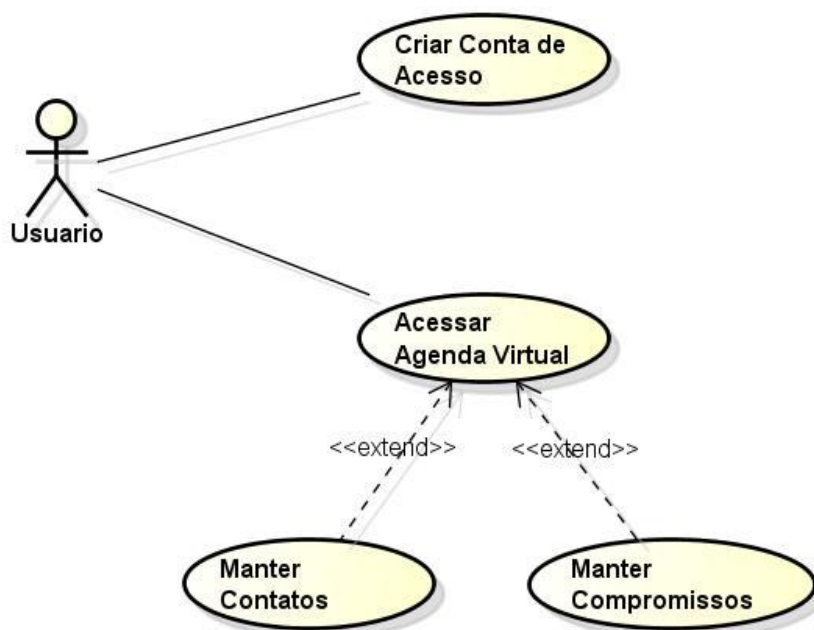 Criar Conta de
Acesso
Usuario
Acessar
Agenda Virtual
<<extend>>
<<extend>>
Manter
Contatos
Manter
Compromissos